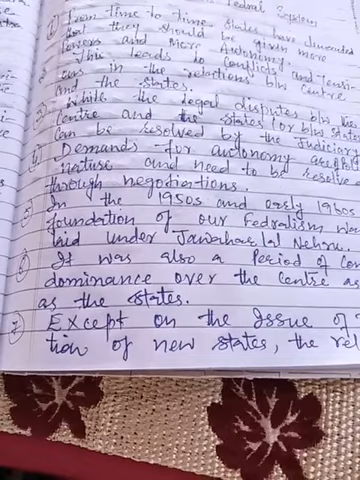 Federal System
① From time to time, States have demanded
that they should be given more
Powers and More Autonomy.
② This leads to conflicts and tensi-
ons in the relations b/w Centre
and the states.
③ While the legal disputes b/w the
Centre and the states (or b/w states
can be resolved by the Judiciary
④ Demands for autonomy are
nature and need to be resolve
through negotiations.
⑤ In the 1950s and early 1960s
foundation of our Federalism was
laid under Jawaharlal Nehru.
⑥ It was also a Period of Con
dominance over the centre as
as the states.
⑦ Except on the Issue of
tion of new states, the rel